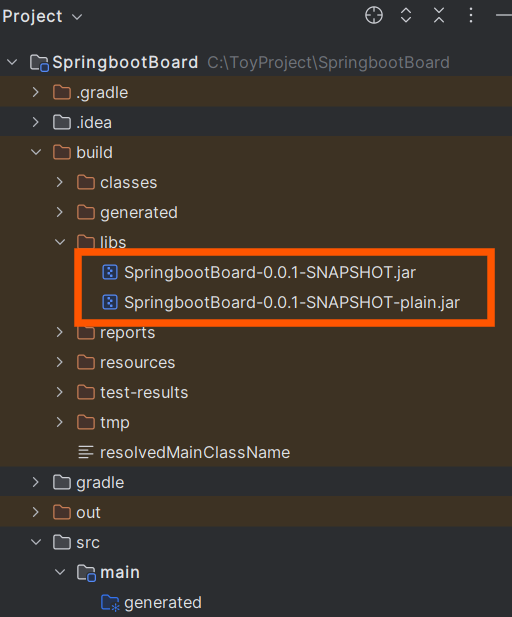 Project
SpringbootBoard C:\ToyProject\SpringbootBoard
.gradle
.idea
build
classes
generated
libs
SpringbootBoard-0.0.1-SNAPSHOT.jar
SpringbootBoard-0.0.1-SNAPSHOT-plain.jar
reports
resources
test-results
tmp
resolvedMainClassName
gradle
out
src
main
generated